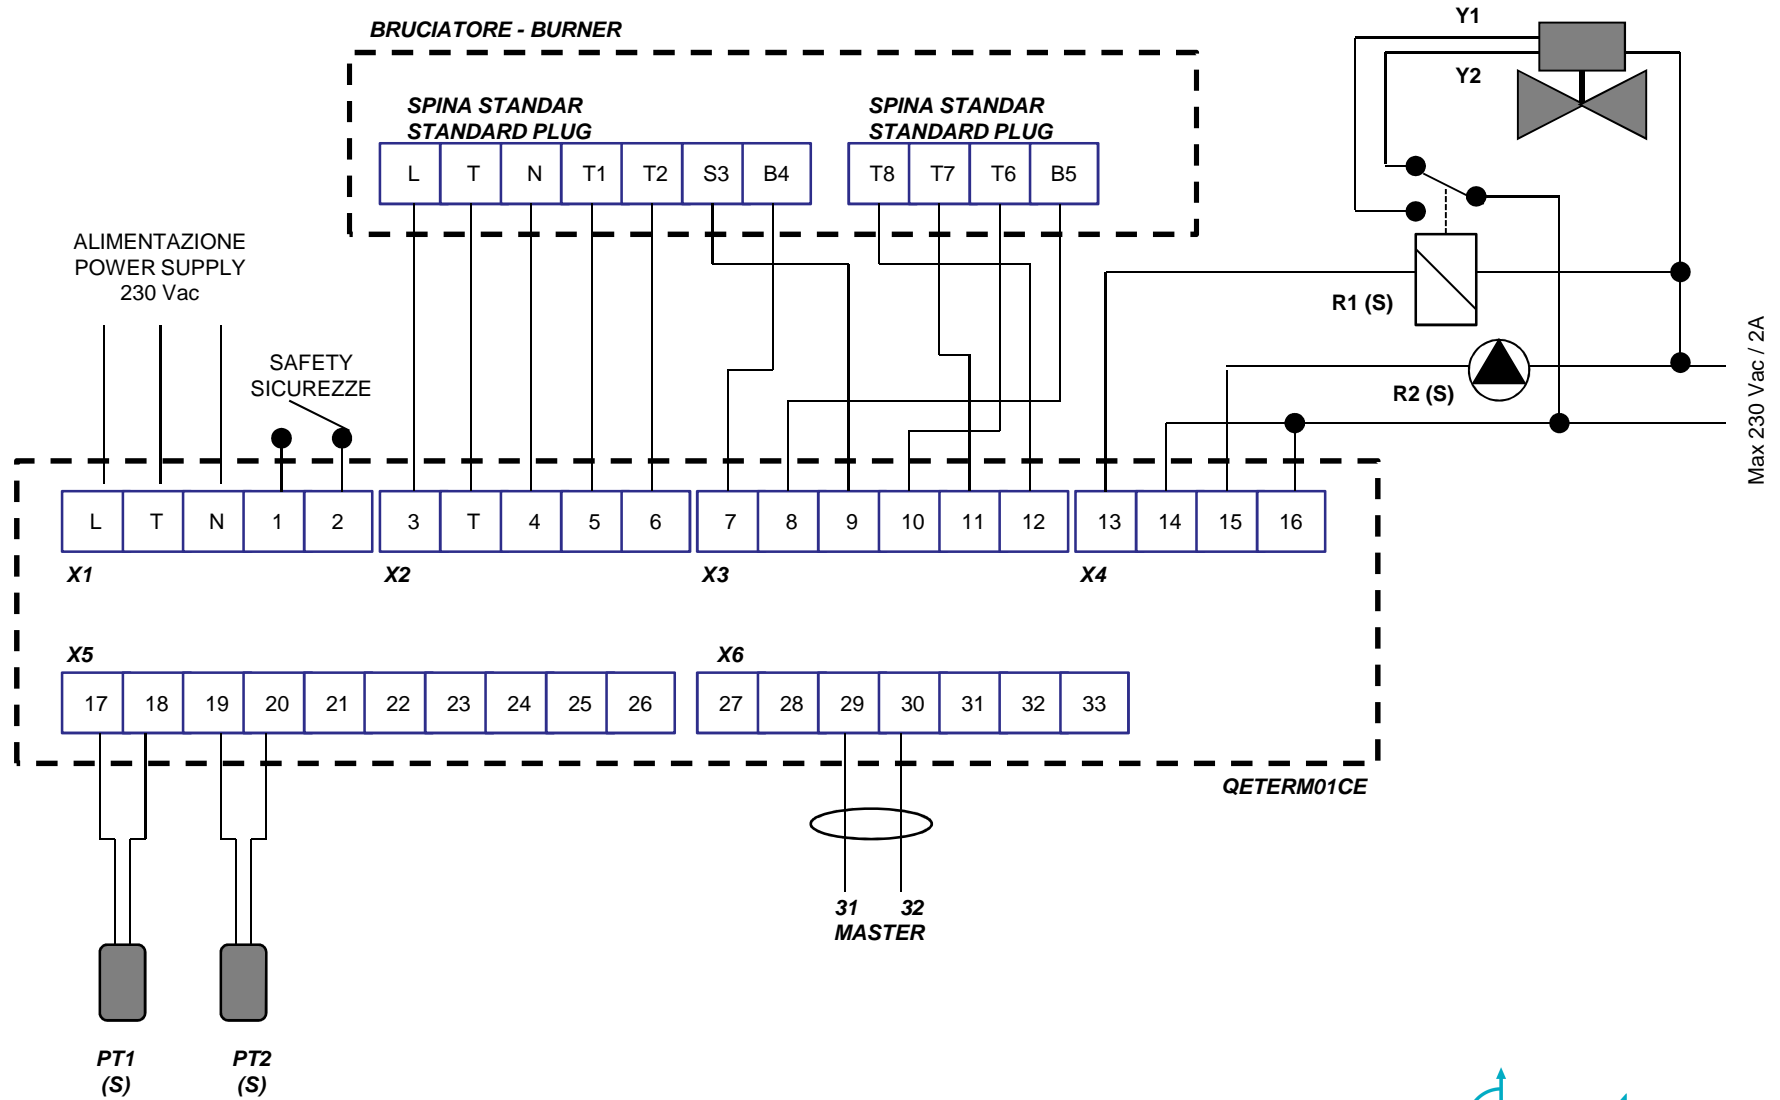 BRUCIATORE - BURNER
Y1
Y2
SPINA STANDAR
STANDARD PLUG
SPINA STANDAR
STANDARD PLUG
L T N T1 T2 S3 B4
T8 T7 T6 B5
ALIMENTAZIONE
POWER SUPPLY
230 Vac
SAFETY
SICUREZZE
R1 (S)
R2 (S)
Max 230 Vac / 2A
L T N 1 2
3 T 4 5 6
7 8 9 10 11 12
13 14 15 16
X1 X2 X3 X4
X5 X6
17 18 19 20 21 22 23 24 25 26
27 28 29 30 31 32 33
QETERM01CE
31 32
MASTER
PT1
(S)
PT2
(S)